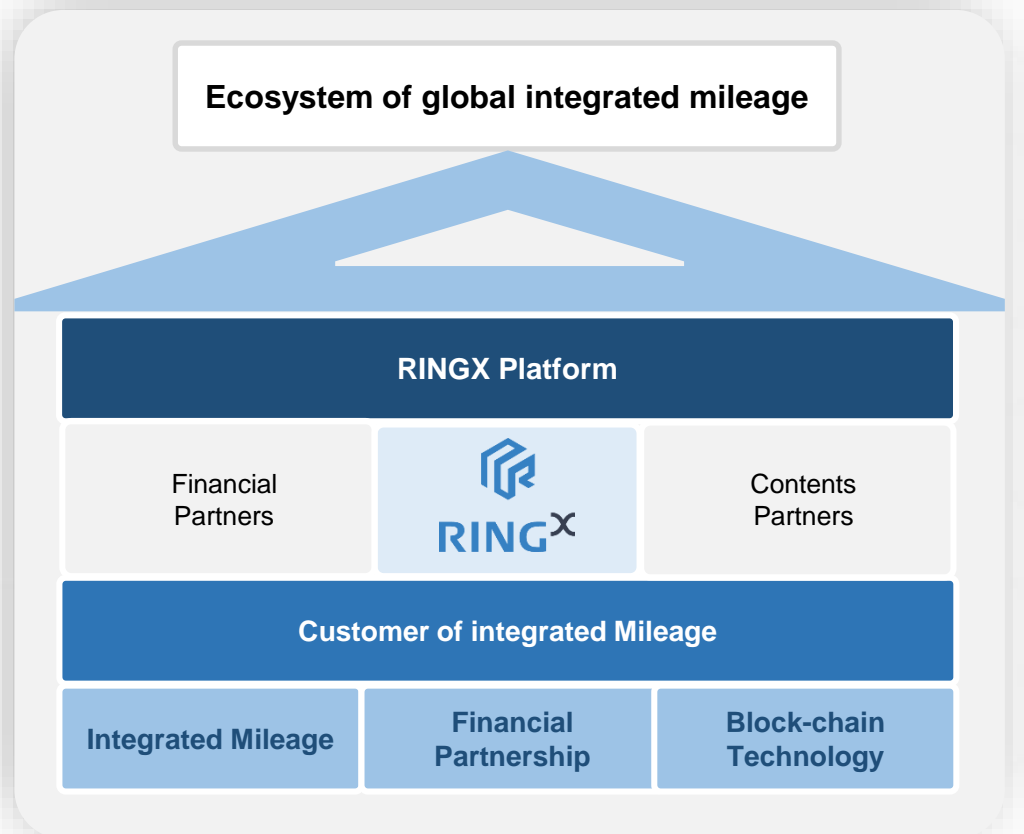 Ecosystem of global integrated mileage
RINGX Platform
Financial
Partners
RINGX
Contents
Partners
Customer of integrated Mileage
Integrated Mileage
Financial
Partnership
Block-chain
Technology